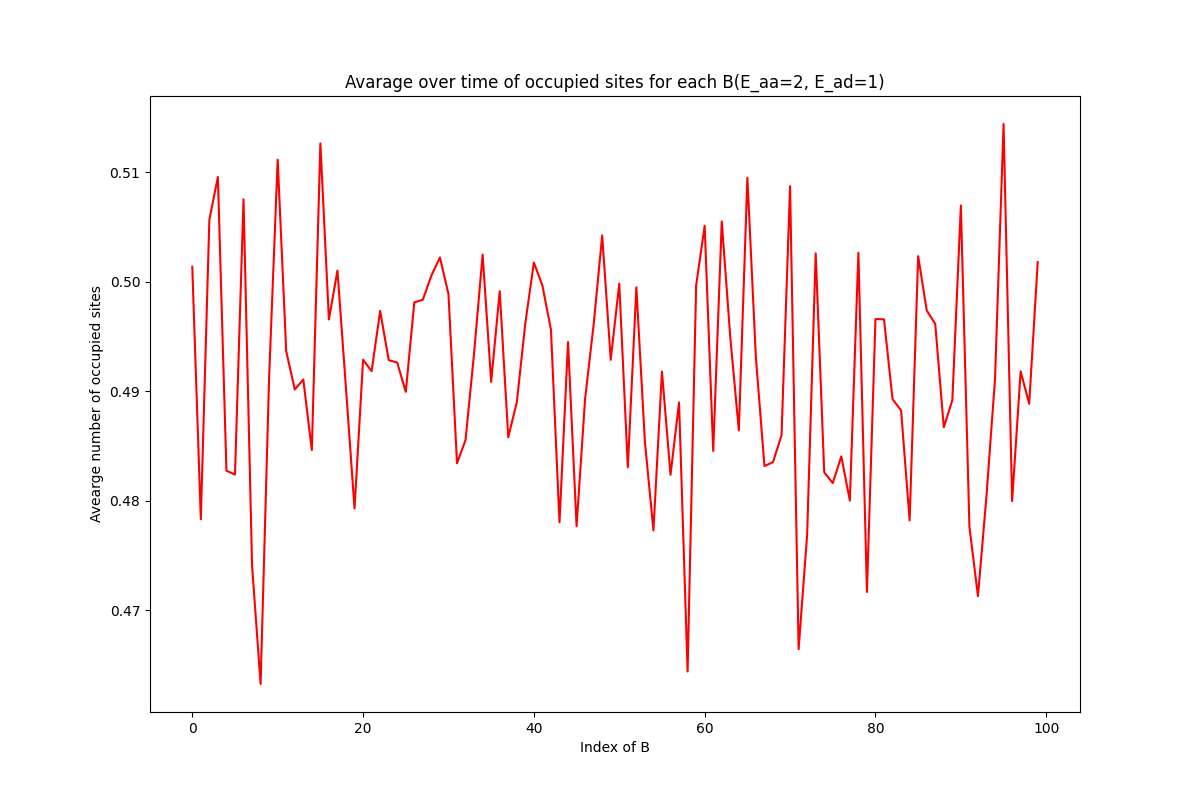 Avarage over time of occupied sites for each B(E_aa=2, E_ad=1)
Avearge number of occupied sites
0.51
0.50
0.49
0.48
0.47
0 20 40 60 80 100
Index of B